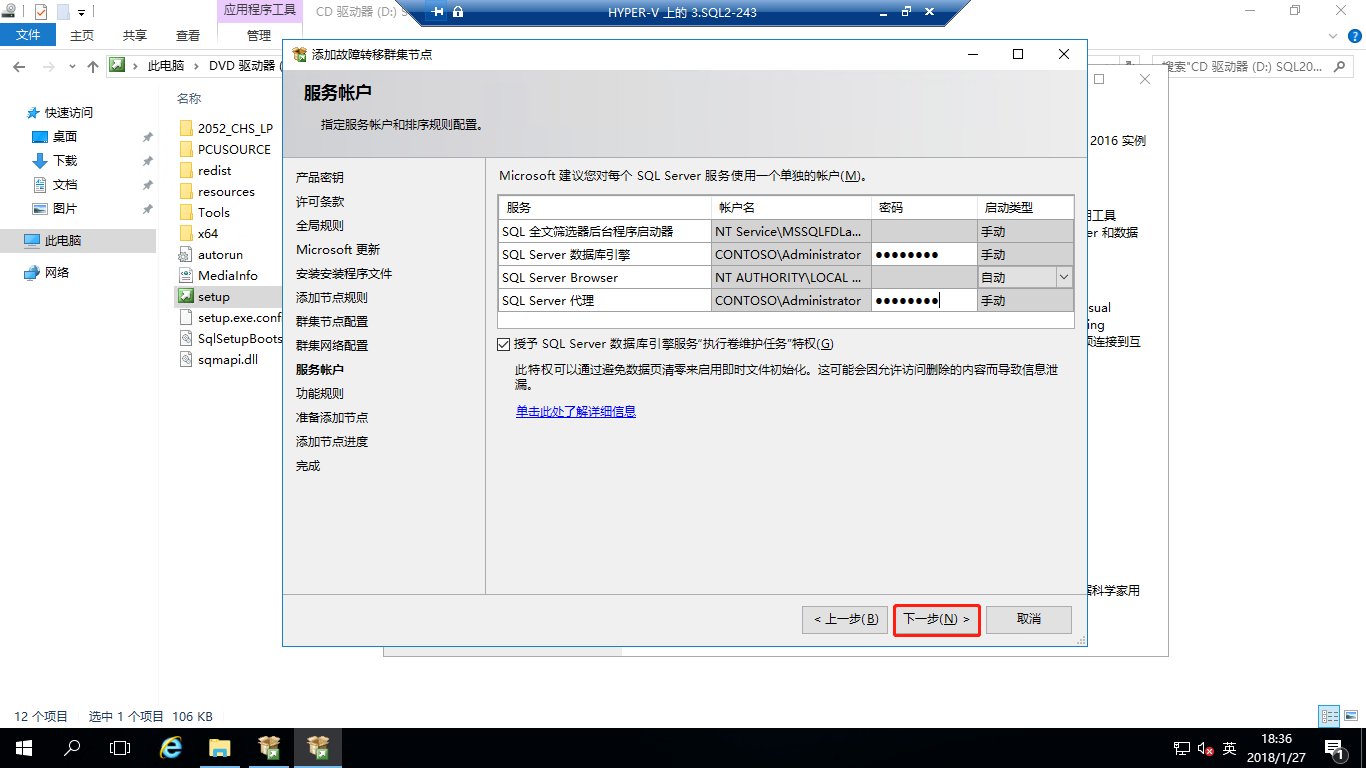 应用程序工具
CD 驱动器 (D:) S
HYPER-V 上的 3.SQL2-243
文件
主页
共享
查看
管理
此电脑
DVD 驱动器 (
搜索"CD 驱动器 (D:) SQL20...
快速访问
桌面
下载
文档
图片
此电脑
网络
名称
2052_CHS_LP
PCUSOURCE
redist
resources
Tools
x64
autorun
MediaInfo
setup
setup.exe.conf
SqlSetupBoots
sqmapi.dll
添加故障转移群集节点
服务帐户
指定服务帐户和排序规则配置。
产品密钥
许可条款
全局规则
Microsoft 更新
安装安装程序文件
添加节点规则
群集节点配置
群集网络配置
服务帐户
功能规则
准备添加节点
添加节点进度
完成
Microsoft 建议您对每个 SQL Server 服务使用一个单独的帐户(M)。
服务 帐户名 密码 启动类型
SQL 全文筛选器后台程序启动器 NT Service\MSSQLFDLa... 手动
SQL Server 数据库引擎 CONTOSO\Administrator ●●●●●●●● 手动
SQL Server Browser NT AUTHORITY\LOCAL ... 自动
SQL Server 代理 CONTOSO\Administrator ●●●●●●●● 手动
授予 SQL Server 数据库引擎服务“执行卷维护任务”特权(G)
此特权可以通过避免数据页清零来启用即时文件初始化。这可能会因允许访问删除的内容而导致信息泄
漏。
单击此处了解详细信息
< 上一步(B)
下一步(N) >
取消
2016 实例
用工具
er 和数据
sual
ing
项连接到互
据科学家用
12 个项目
选中 1 个项目 106 KB
英
18:36
2018/1/27
1